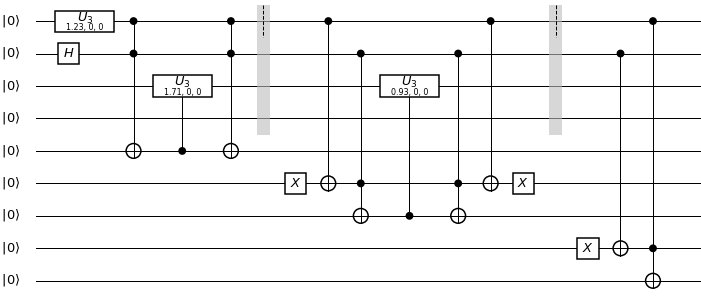 |0⟩ U3
1.23, 0, 0
|0⟩ H
|0⟩ U3 U3
1.71, 0, 0 0.93, 0, 0
|0⟩
|0⟩
|0⟩ X X
|0⟩
|0⟩ X
|0⟩